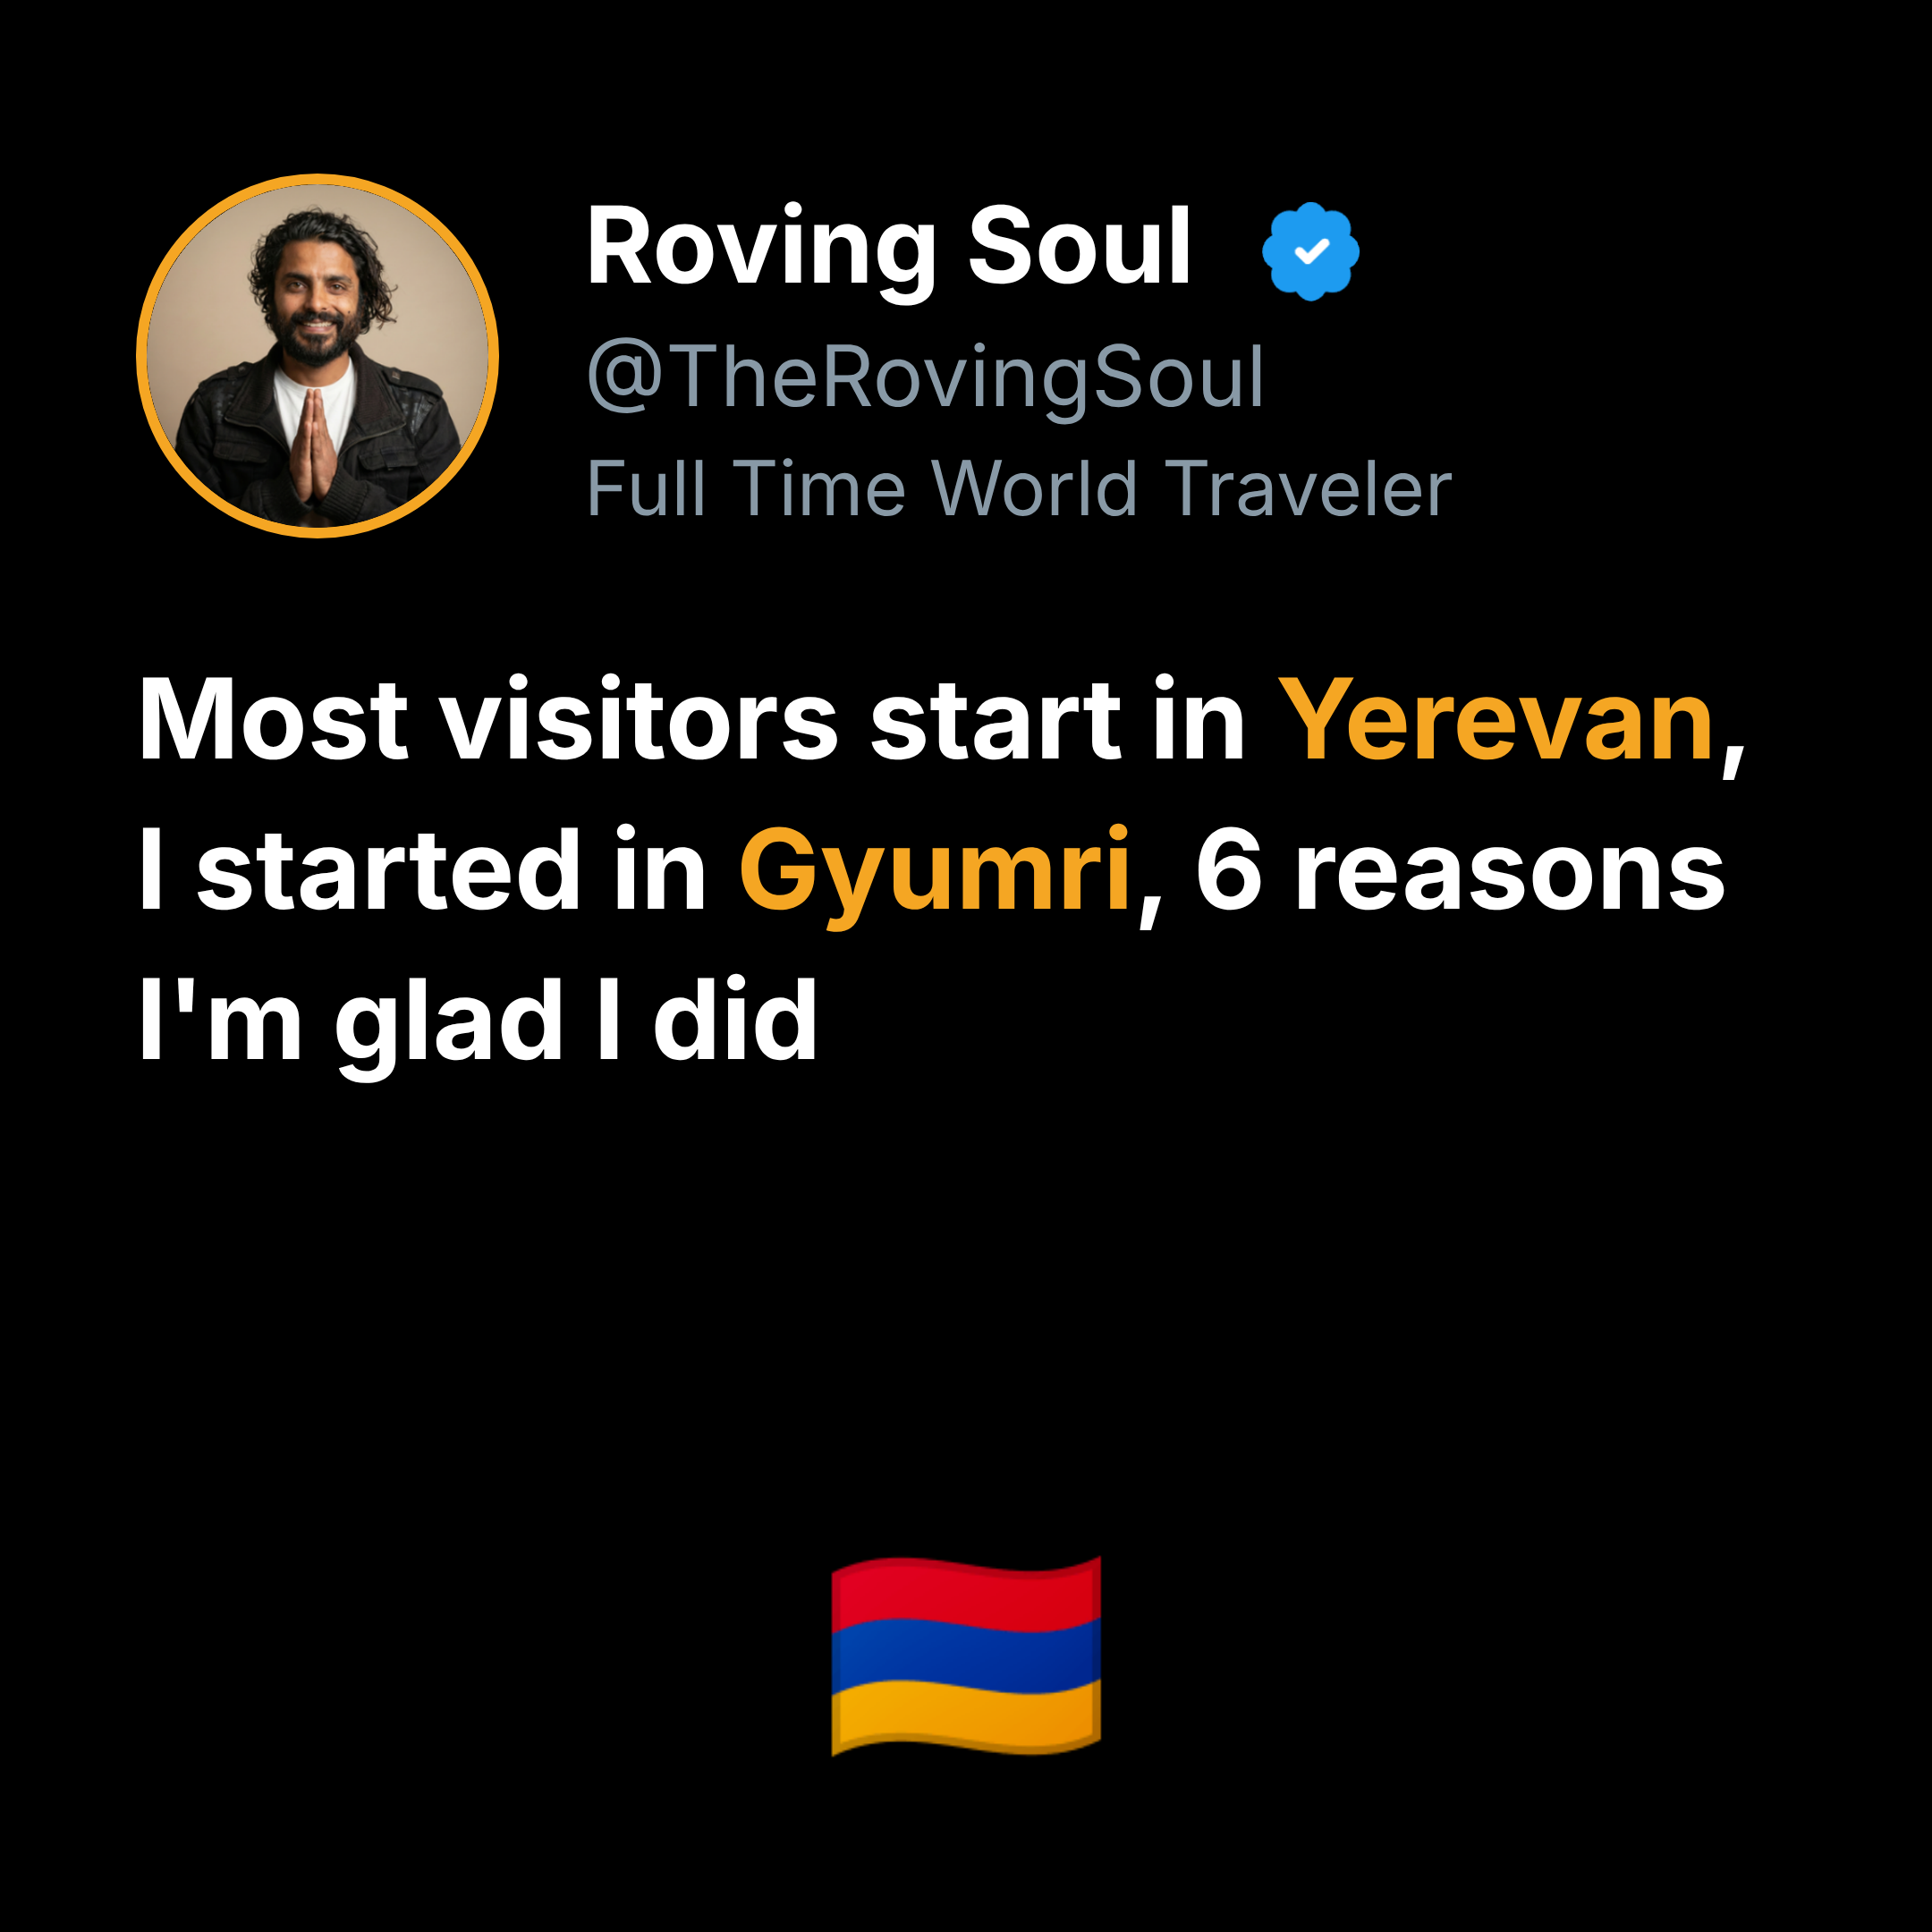 Roving Soul
@TheRovingSoul
Full Time World Traveler
Most visitors start in Yerevan,
I started in Gyumri, 6 reasons
I'm glad I did